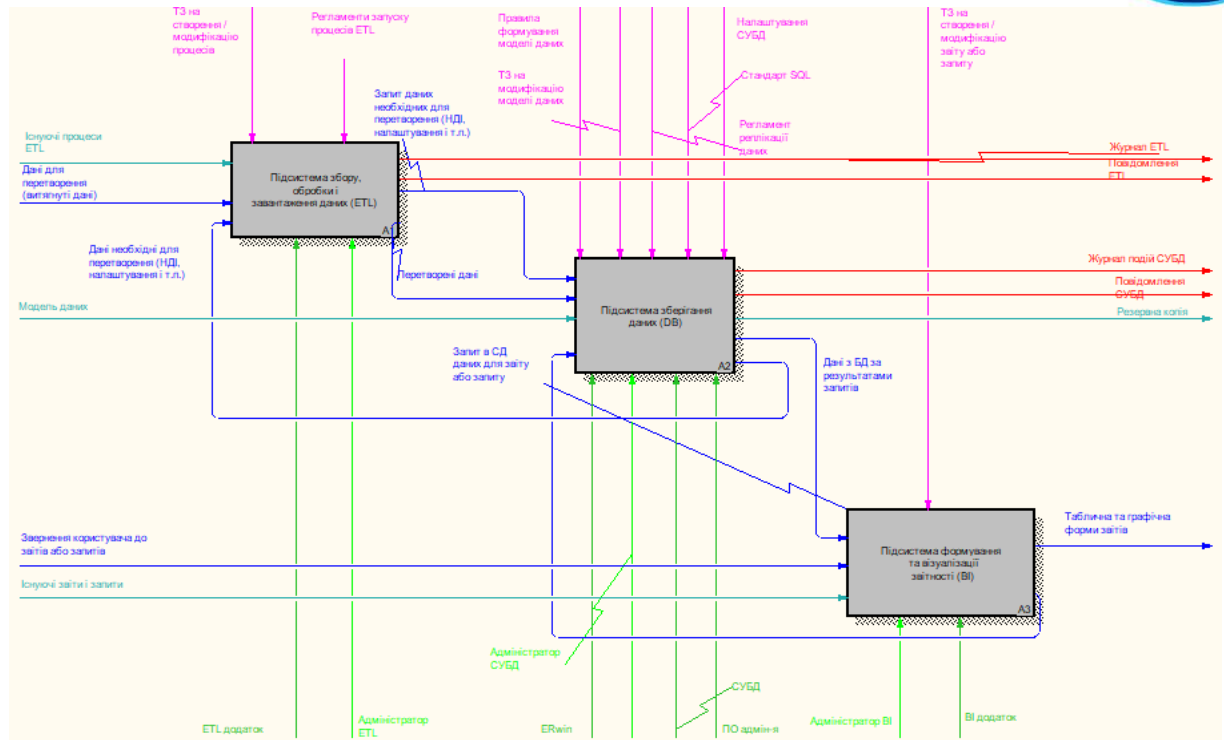 ТЗ на
створення /
модифікацію
процесів
Регламенти запуску
процесів ETL
Правила
формування
моделі даних
Налаштування
СУБД
ТЗ на
створення /
модифікацію
звіту або
запиту
ТЗ на
модифікацію
моделі даних
Стандарт SQL
Запит даних
необхідних для
перетворення (НДІ,
налаштування і т.п.)
Регламент
реплікації
даних
Існуючі процеси
ETL
Дані для
перетворення
(витягнуті дані)
Підсистема збору,
обробки і
завантаження даних (ETL)
A1
Журнал ETL
Повідомлення
ETL
Дані необхідні для
перетворення (НДІ,
налаштування і т.п.)
Перетворені дані
Журнал подій СУБД
Повідомлення
СУБД
Резервна копія
Модель даних
Підсистема зберігання
даних (DB)
A2
Запит в СД
даних для звіту
або запиту
Дані з БД за
результатами
запитів
Звернення користувача до
звітів або запитів
Існуючі звіти і запити
Підсистема формування
та візуалізації
звітності (BI)
A3
Таблична та графічна
форми звітів
Адміністратор
СУБД
СУБД
ETL додаток
Адміністратор
ETL
ERwin
ПО адмін-я
Адміністратор BI
BI додаток